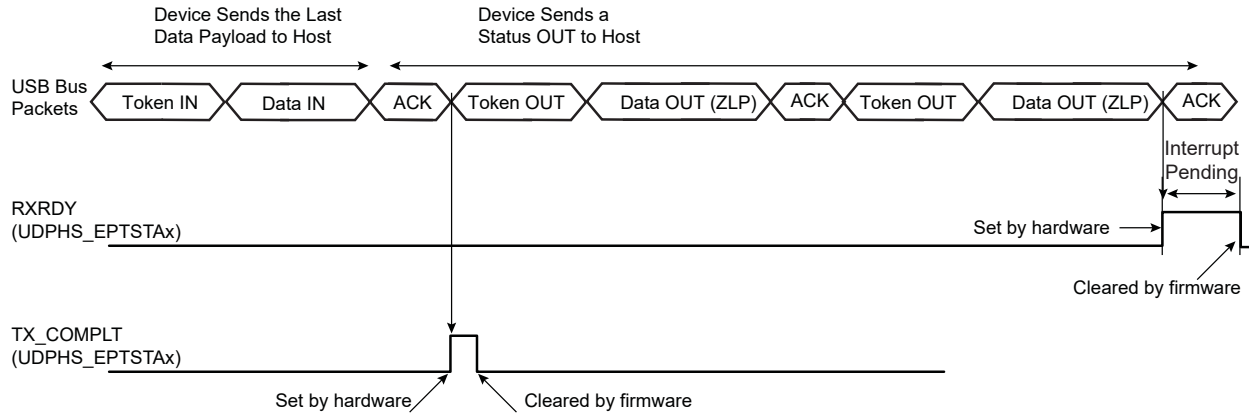 Device Sends the Last
Data Payload to Host
Device Sends a
Status OUT to Host
USB Bus
Packets
Token IN
Data IN
ACK
Token OUT
Data OUT (ZLP)
ACK
Token OUT
Data OUT (ZLP)
ACK
Interrupt
Pending
RXRDY
(UDPHS_EPTSTAx)
Set by hardware
Cleared by firmware
TX_COMPLT
(UDPHS_EPTSTAx)
Set by hardware
Cleared by firmware